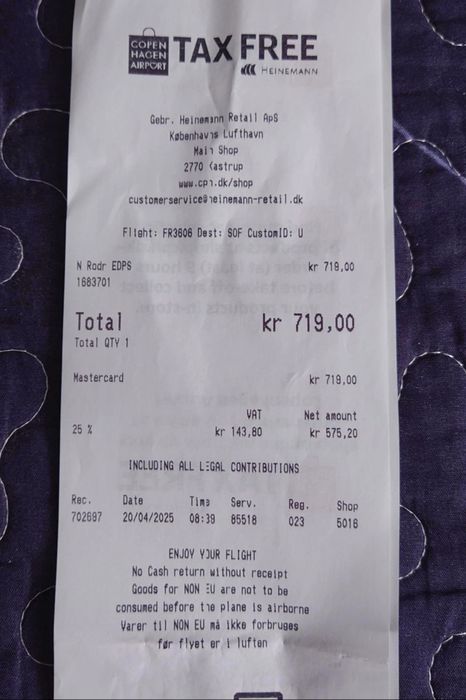 COPEN
HAGEN
AIRPORT
TAX FREE
HEINEMANN
Gebr. Heinemann Retail ApS
Københavns Lufthavn
Main Shop
2770 Kastrup
www.cph.dk/shop
customerservice@heinemann-retail.dk
Flight: FR3606 Dest: SOF CustomID: U
N Rodr EDPS kr 719,00
1683701
Total kr 719,00
Total QTY 1
Mastercard kr 719,00
VAT Net amount
25 % kr 143,80 kr 575,20
INCLUDING ALL LEGAL CONTRIBUTIONS
Rec. Date Time Serv. Reg. Shop
702697 20/04/2025 08:39 85518 023 5016
ENJOY YOUR FLIGHT
No Cash return without receipt
Goods for NON EU are not to be
consumed before the plane is airborne
Varer til NON EU må ikke forbruges
før flyet er i luften